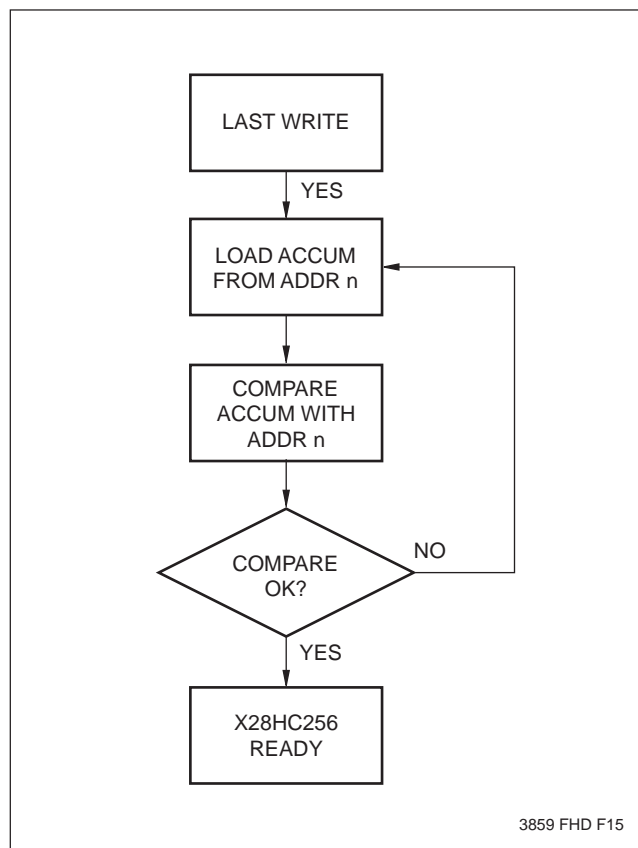 LAST WRITE
YES
LOAD ACCUM
FROM ADDR n
COMPARE
ACCUM WITH
ADDR n
COMPARE
OK?
NO
YES
X28HC256
READY
3859 FHD F15